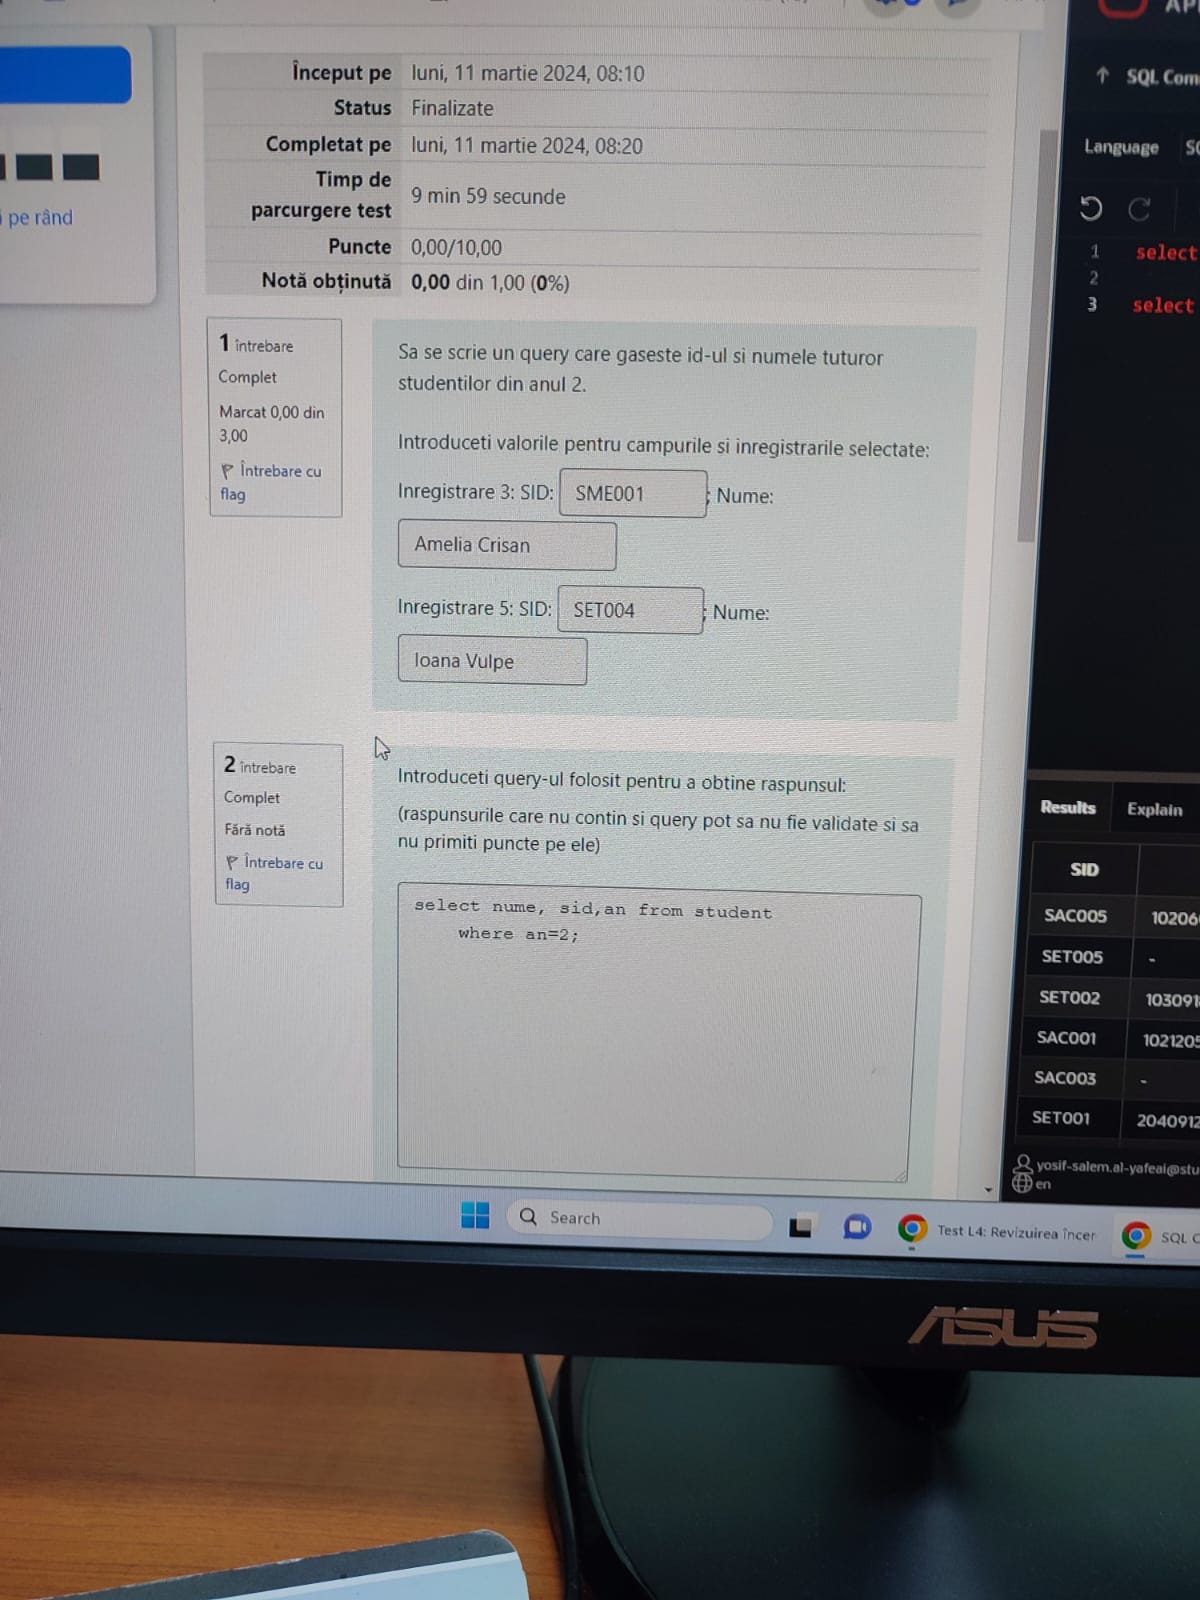 Început pe luni, 11 martie 2024, 08:10
Status Finalizate
Completat pe luni, 11 martie 2024, 08:20
Timp de
parcurgere test 9 min 59 secunde
Puncte 0,00/10,00
Notă obținută 0,00 din 1,00 (0%)
pe rând
1 întrebare
Complet
Marcat 0,00 din
3,00
Întrebare cu
flag
Sa se scrie un query care gaseste id-ul si numele tuturor
studentilor din anul 2.
Introduceti valorile pentru campurile si inregistrarile selectate:
Inregistrare 3: SID: SME001 ; Nume:
Amelia Crisan
Inregistrare 5: SID: SET004 ; Nume:
Ioana Vulpe
2 întrebare
Complet
Fără notă
Întrebare cu
flag
Introduceti query-ul folosit pentru a obtine raspunsul:
(raspunsurile care nu contin si query pot sa nu fie validate si sa
nu primiti puncte pe ele)
select nume, sid,an from student
where an=2;
SQL Com
Language
1 select
2
3 select
Results Explain
SID
SAC005 10206
SET005 -
SET002 103091
SAC001 102120
SAC003 -
SET001 204091
yosif-salem.al-yafeai@stu
en
Search
Test L4: Revizuirea încer
SQL C
ASUS